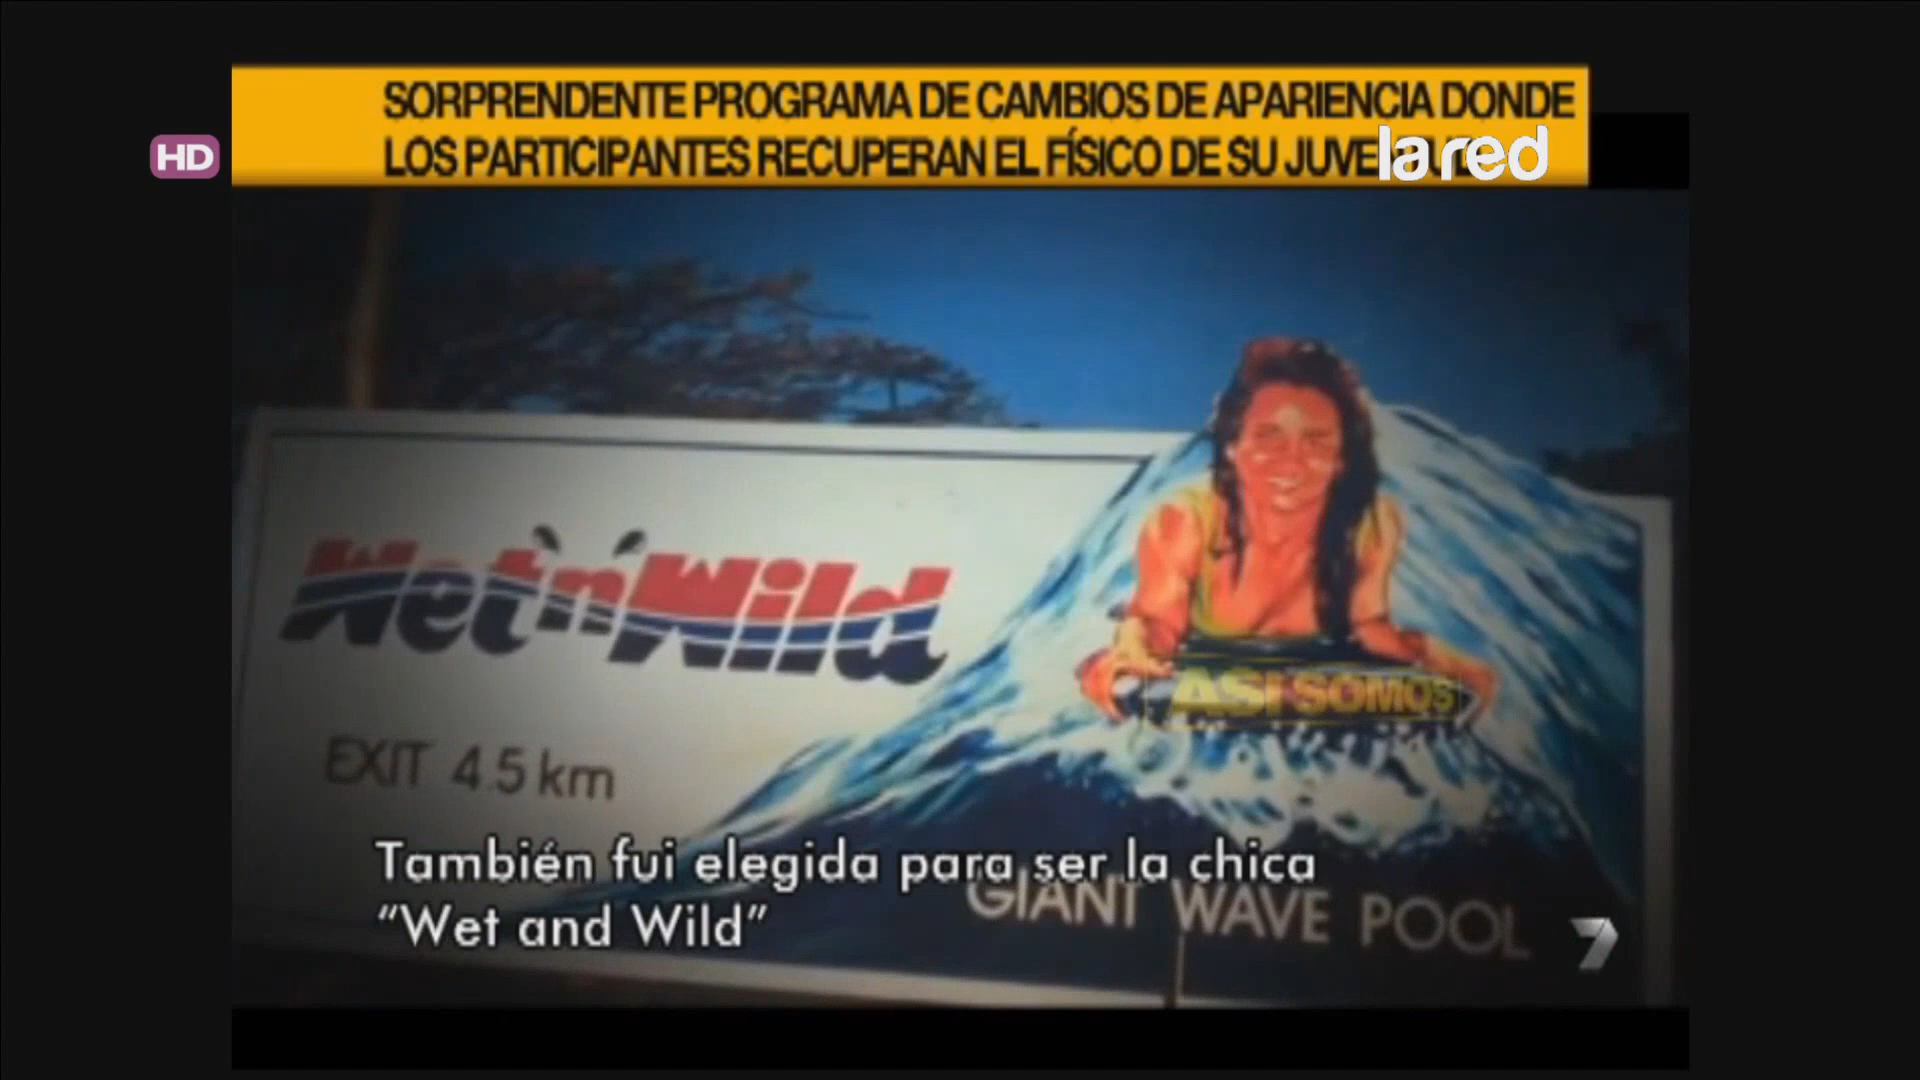 SORPRENDENTE PROGRAMA DE CAMBIOS DE APARIENCIA DONDE
LOS PARTICIPANTES RECUPERAN EL FÍSICO DE SU
HD
la red
Wet'n'Wild
ASI SOMOS
EXIT 4.5 km
También fui elegida para ser la chica
"Wet and Wild"
GIANT WAVE POOL
7